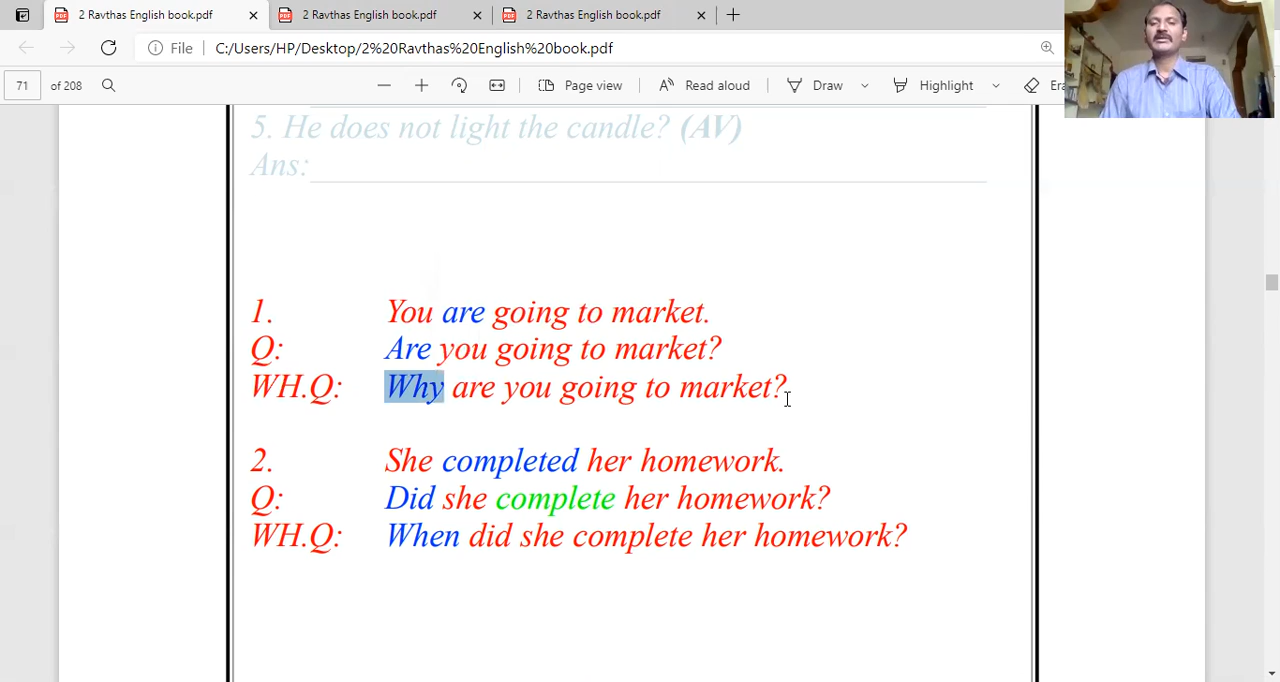 2 Ravthas English book.pdf
2 Ravthas English book.pdf
2 Ravthas English book.pdf
File
C:/Users/HP/Desktop/2%20Ravthas%20English%20book.pdf
71 of 208
Page view
Read aloud
Draw
Highlight
Era
5. He does not light the candle? (AV)
Ans:
1. You are going to market.
Q: Are you going to market?
WH.Q: Why are you going to market?
2. She completed her homework.
Q: Did she complete her homework?
WH.Q: When did she complete her homework?